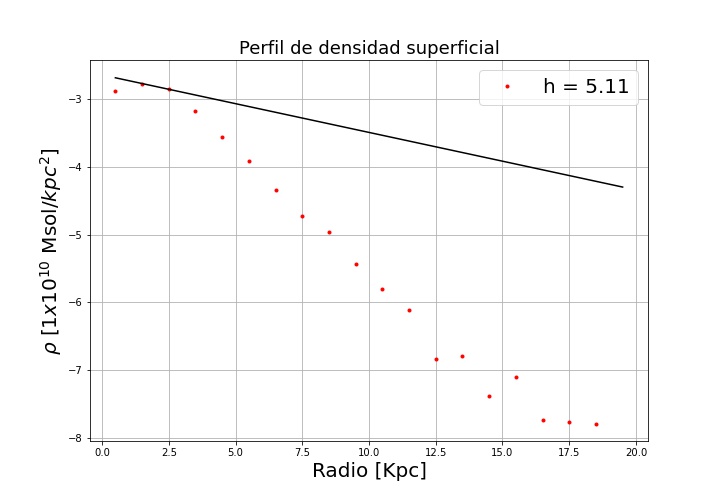 Perfil de densidad superficial
h = 5.11
ρ [1x10^10 Msol/kpc^2]
−3
−4
−5
−6
−7
−8
0.0 2.5 5.0 7.5 10.0 12.5 15.0 17.5 20.0
Radio [Kpc]